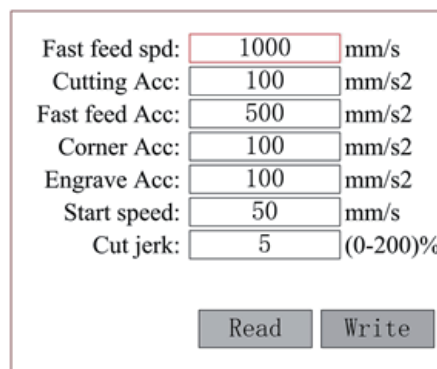 Fast feed spd: 1000 mm/s
Cutting Acc: 100 mm/s2
Fast feed Acc: 500 mm/s2
Corner Acc: 100 mm/s2
Engrave Acc: 100 mm/s2
Start speed: 50 mm/s
Cut jerk: 5 (0-200)%
Read Write